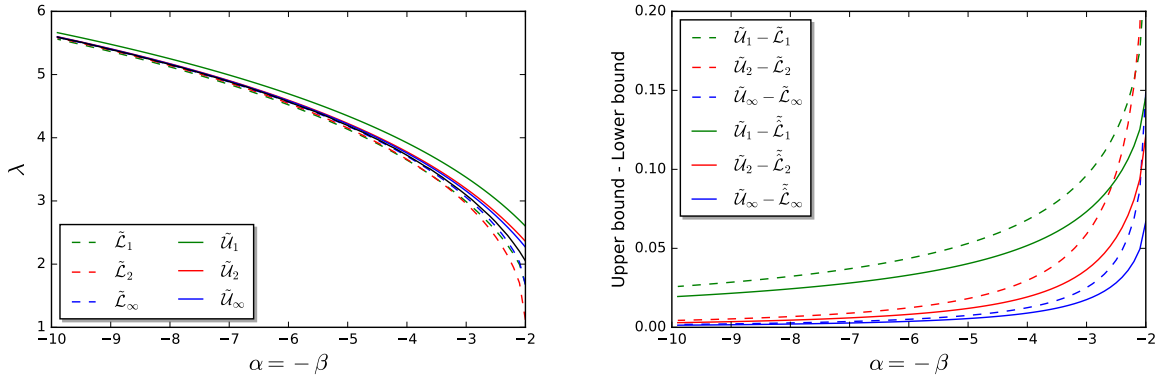 6
5
4
3
2
1
λ
−10 −9 −8 −7 −6 −5 −4 −3 −2
α = − β
ℒ̃₁ 𝒰̃₁
ℒ̃₂ 𝒰̃₂
ℒ̃∞ 𝒰̃∞
0.20
0.15
0.10
0.05
0.00
Upper bound - Lower bound
−10 −9 −8 −7 −6 −5 −4 −3 −2
α = − β
𝒰̃₁ − ℒ̃₁
𝒰̃₂ − ℒ̃₂
𝒰̃∞ − ℒ̃∞
𝒰̃₁ − ℒ̂̃₁
𝒰̃₂ − ℒ̂̃₂
𝒰̃∞ − ℒ̂̃∞